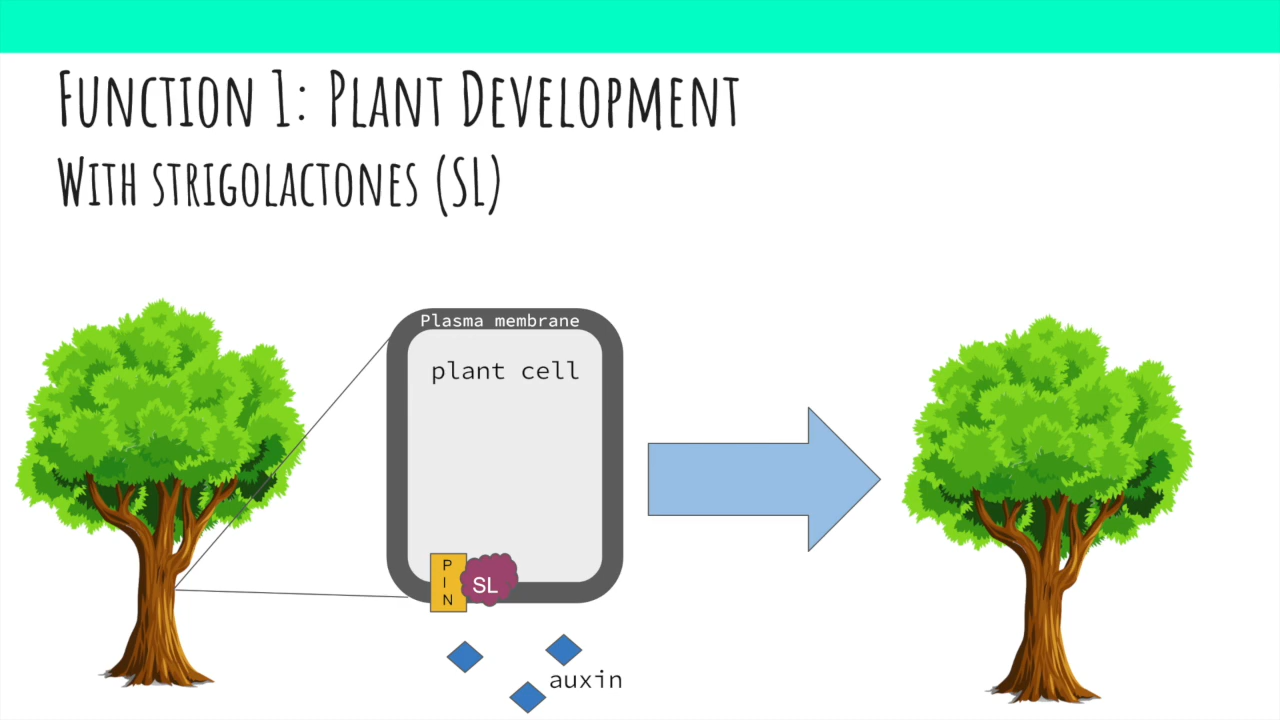 Function 1: Plant Development
With strigolactones (SL)
Plasma membrane
plant cell
PIN
SL
auxin